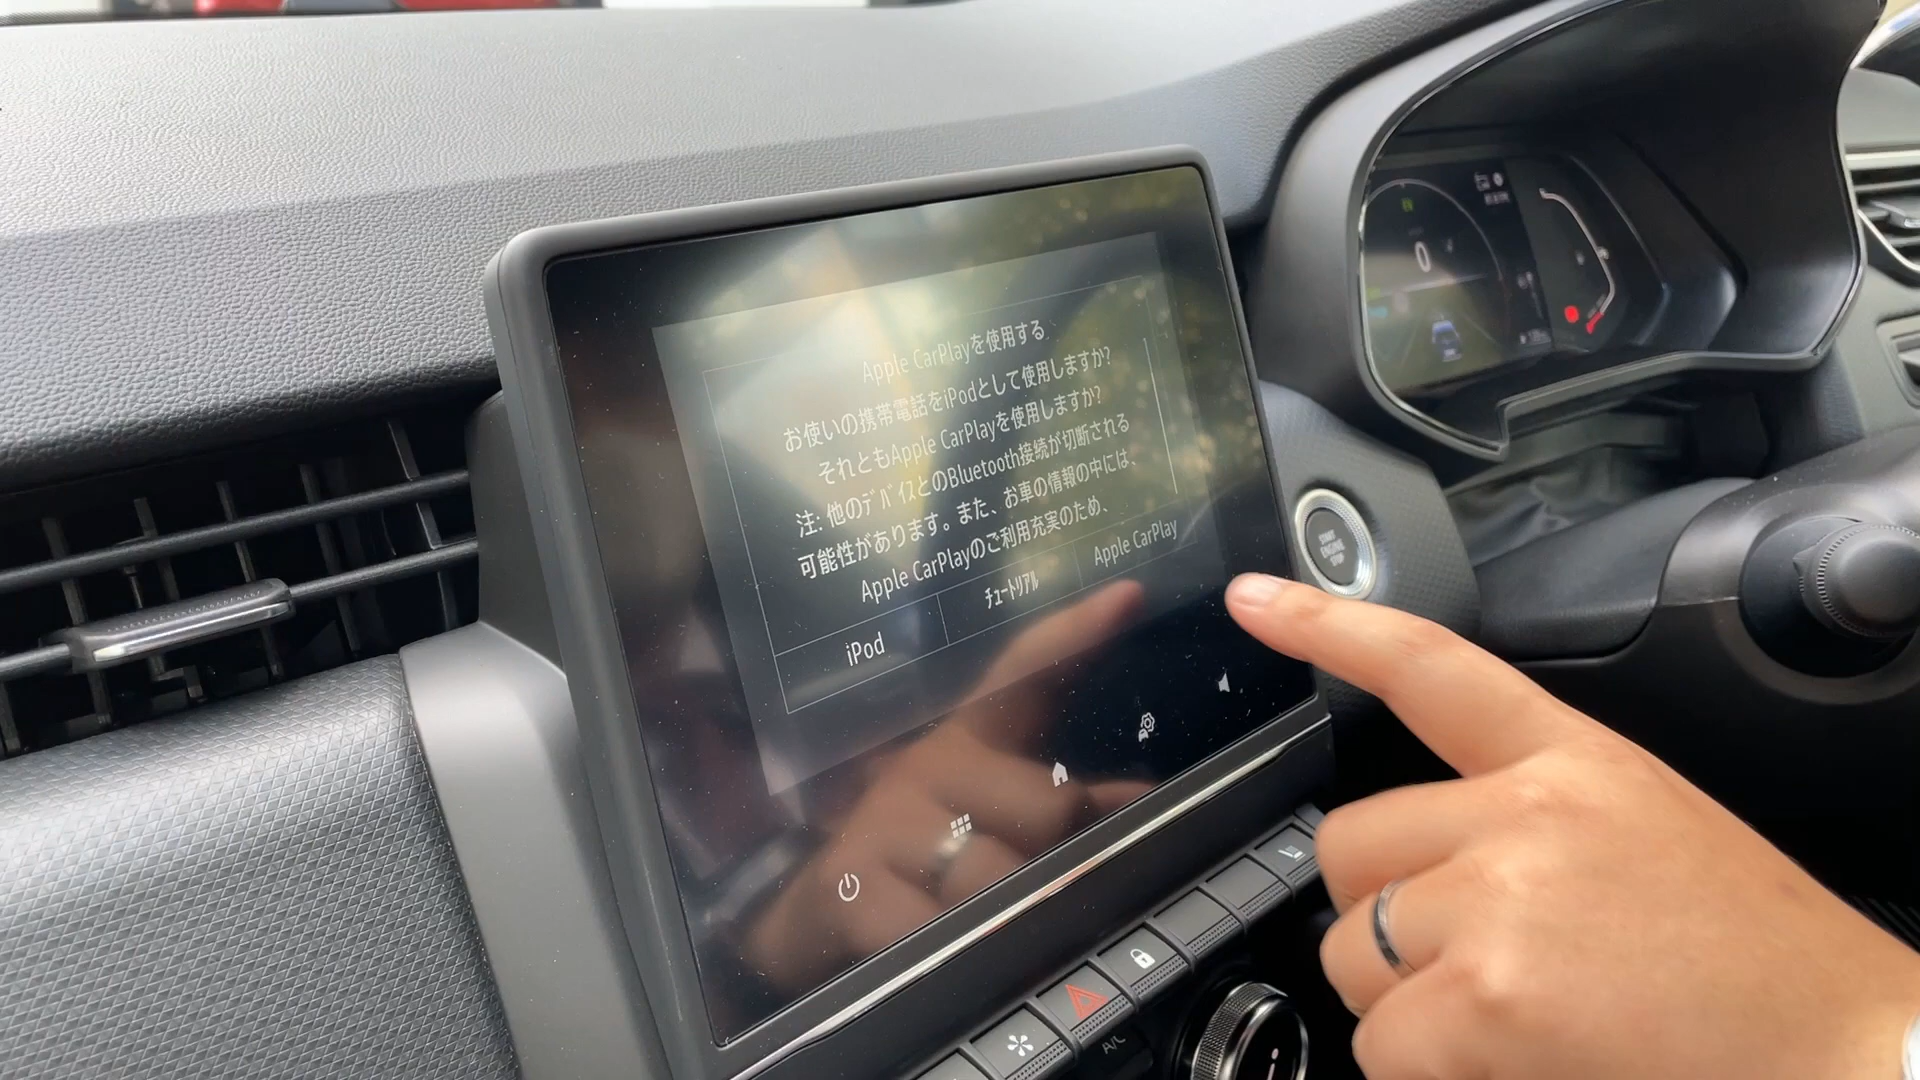 Apple CarPlayを使用する
お使いの携帯電話をiPodとして使用しますか?
それともApple CarPlayを使用しますか?
注: 他のﾃﾞﾊﾞｲｽとのBluetooth接続が切断される
可能性があります。また、お車の情報の中には、
Apple CarPlayのご利用充実のため、
iPod
ﾁｭｰﾄﾘｱﾙ
Apple CarPlay
0
START
ENGINE
STOP
A/C